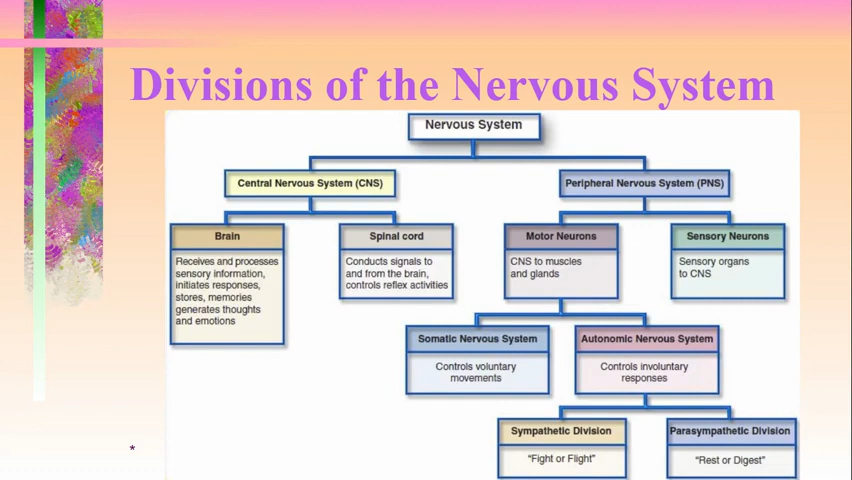 Divisions of the Nervous System
Nervous System
Central Nervous System (CNS)
Peripheral Nervous System (PNS)
Brain
Receives and processes
sensory information,
initiates responses,
stores, memories
generates thoughts
and emotions
Spinal cord
Conducts signals to
and from the brain,
controls reflex activities
Motor Neurons
CNS to muscles
and glands
Sensory Neurons
Sensory organs
to CNS
Somatic Nervous System
Controls voluntary
movements
Autonomic Nervous System
Controls involuntary
responses
Sympathetic Division
“Fight or Flight”
Parasympathetic Division
“Rest or Digest”
*